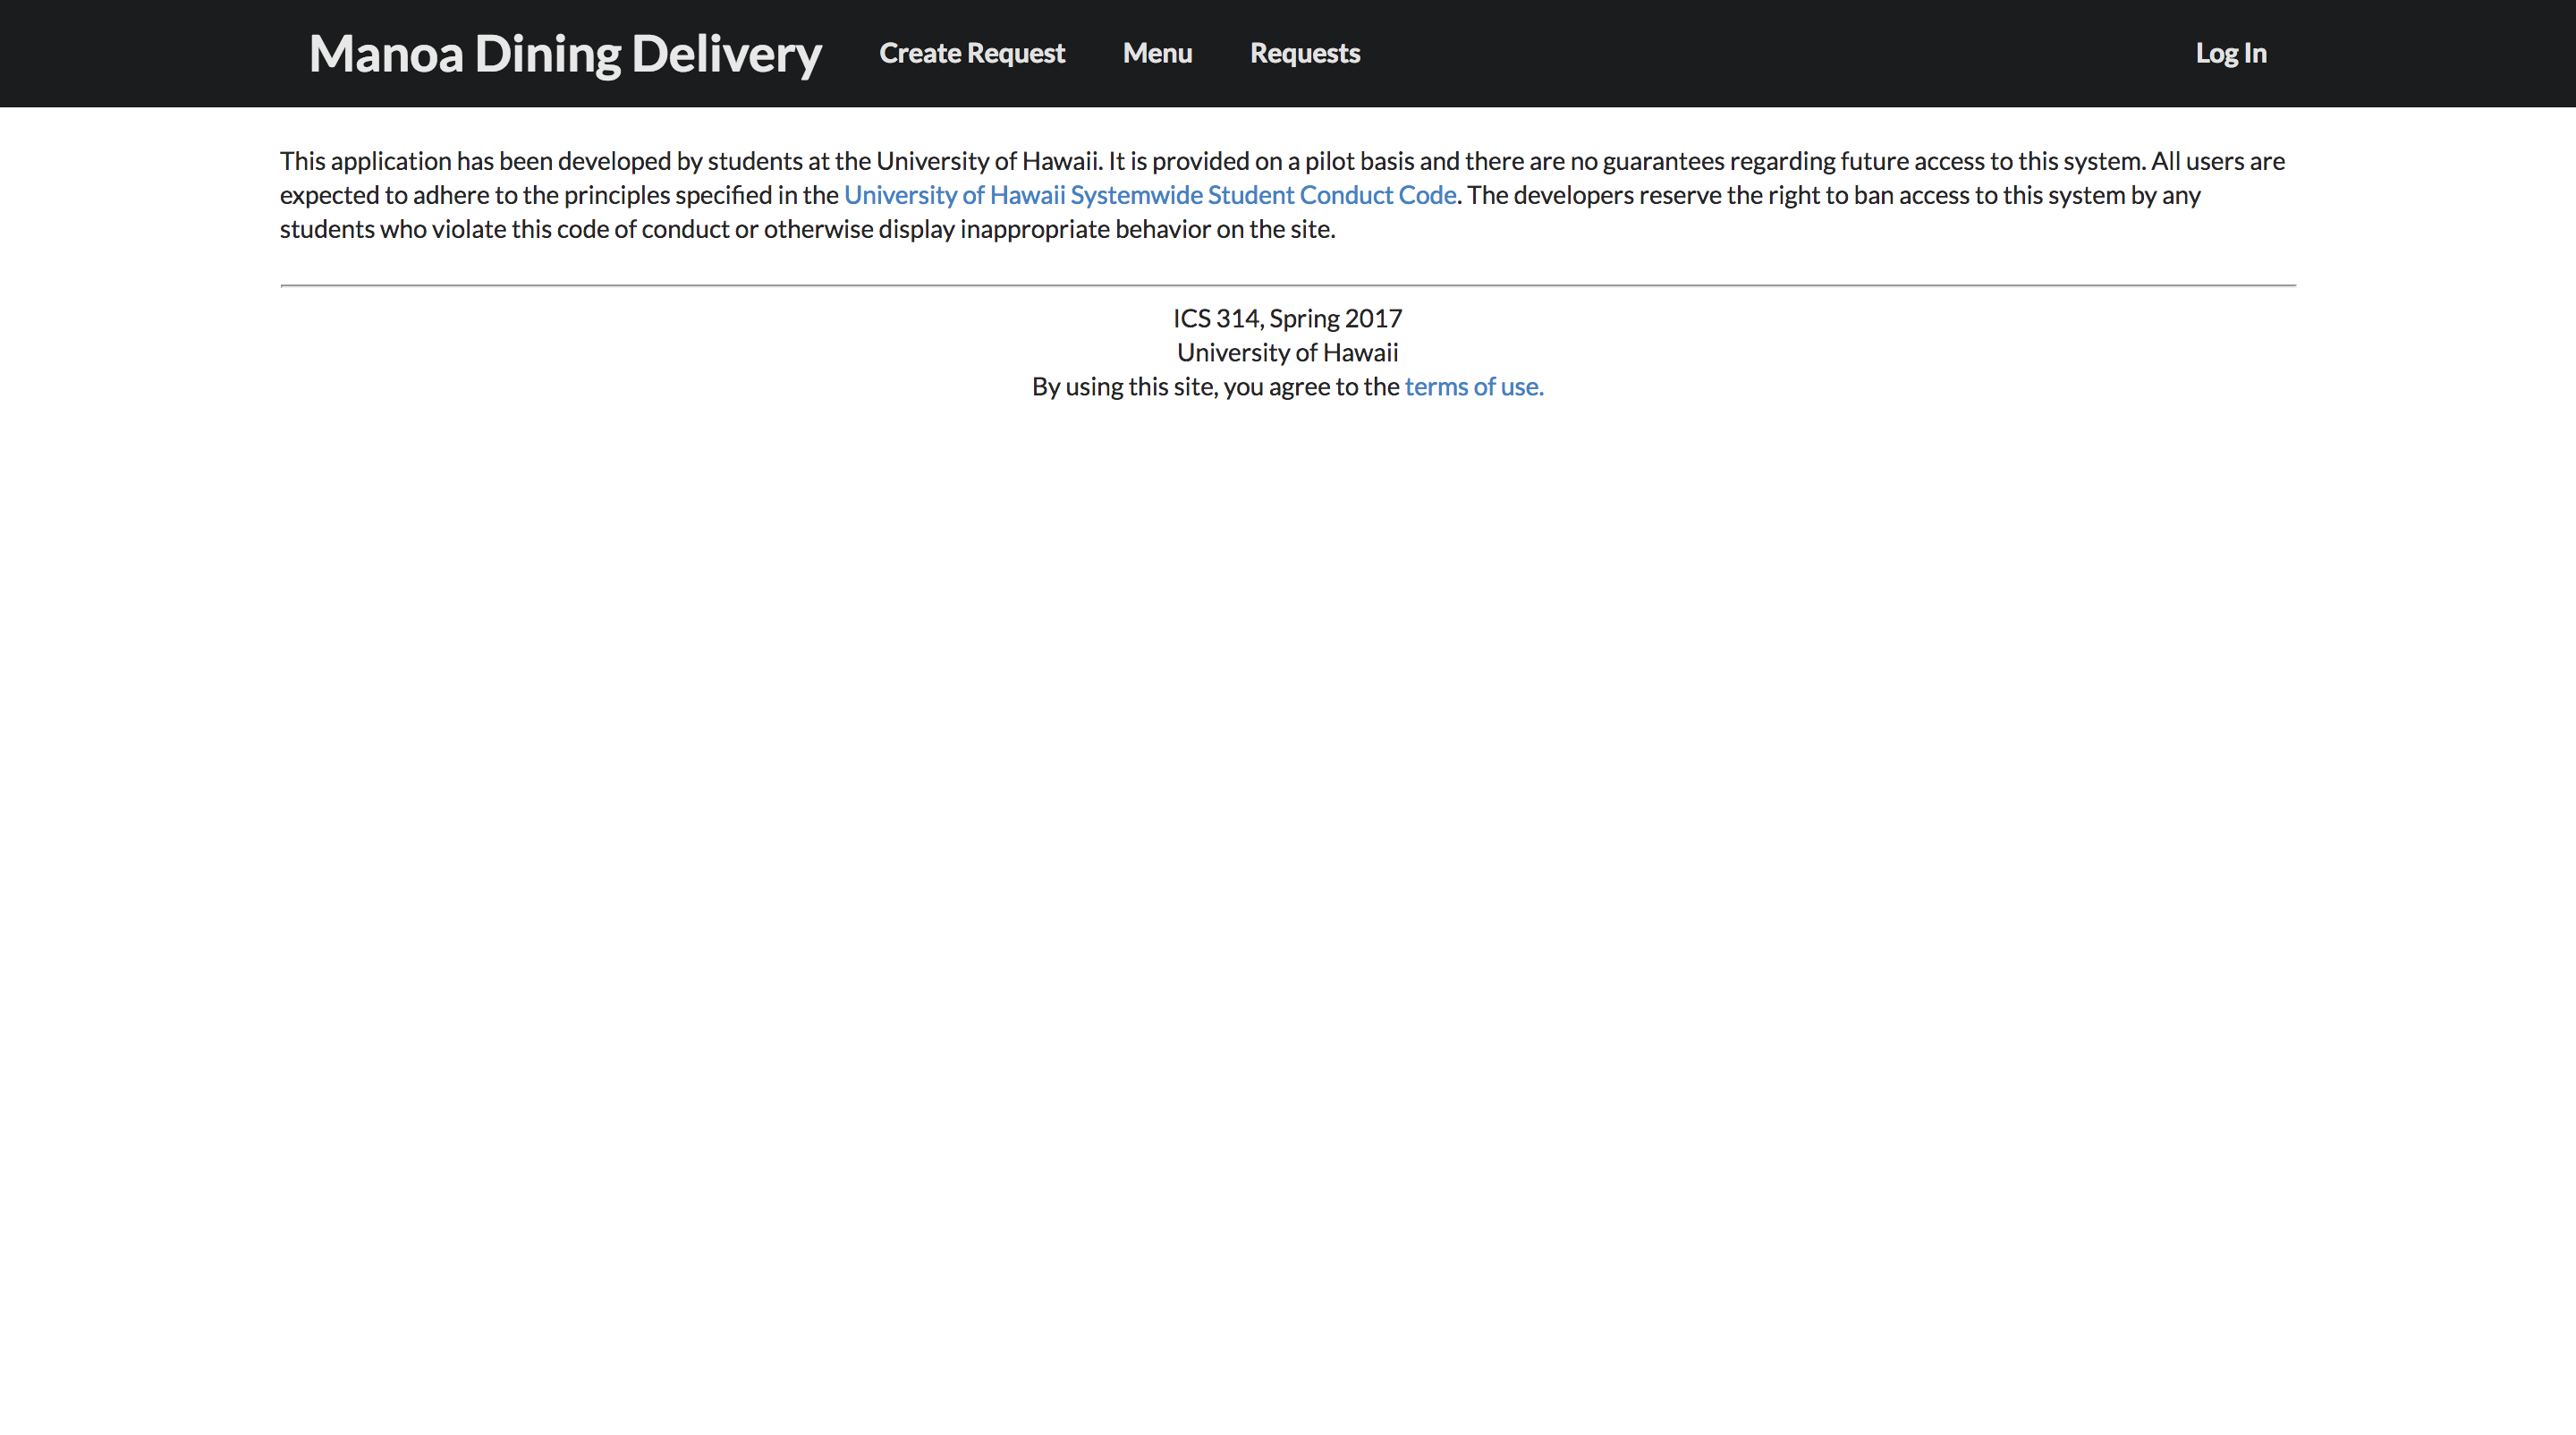 Manoa Dining Delivery Create Request Menu Requests Log In
This application has been developed by students at the University of Hawaii. It is provided on a pilot basis and there are no guarantees regarding future access to this system. All users are
expected to adhere to the principles specified in the University of Hawaii Systemwide Student Conduct Code. The developers reserve the right to ban access to this system by any
students who violate this code of conduct or otherwise display inappropriate behavior on the site.
ICS 314, Spring 2017
University of Hawaii
By using this site, you agree to the terms of use.